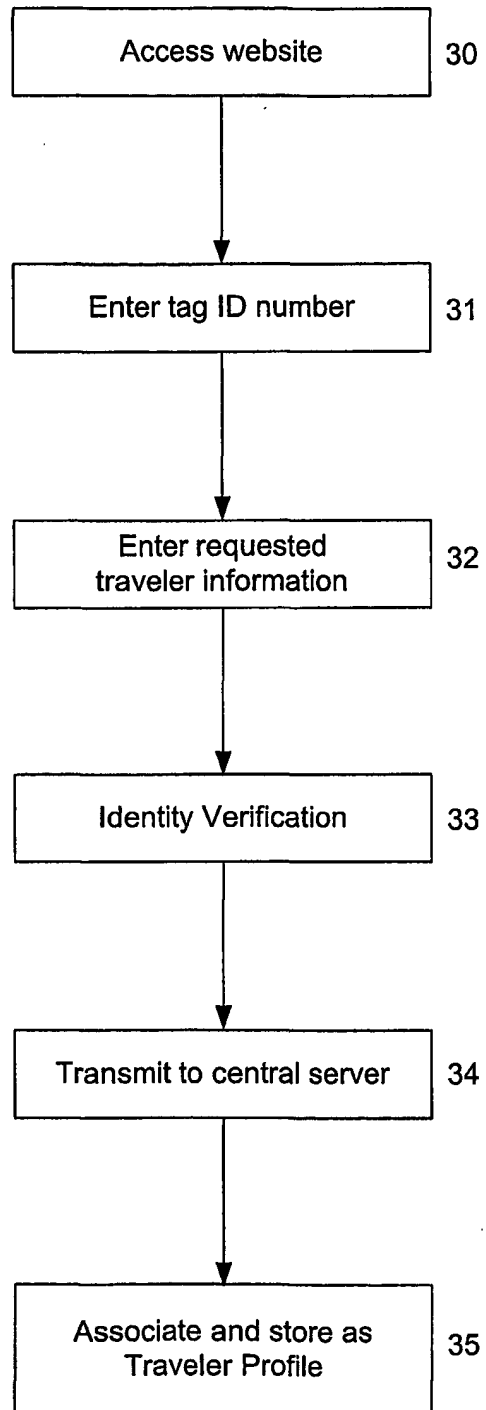 Access website 30
Enter tag ID number 31
Enter requested
traveler information 32
Identity Verification 33
Transmit to central server 34
Associate and store as
Traveler Profile 35